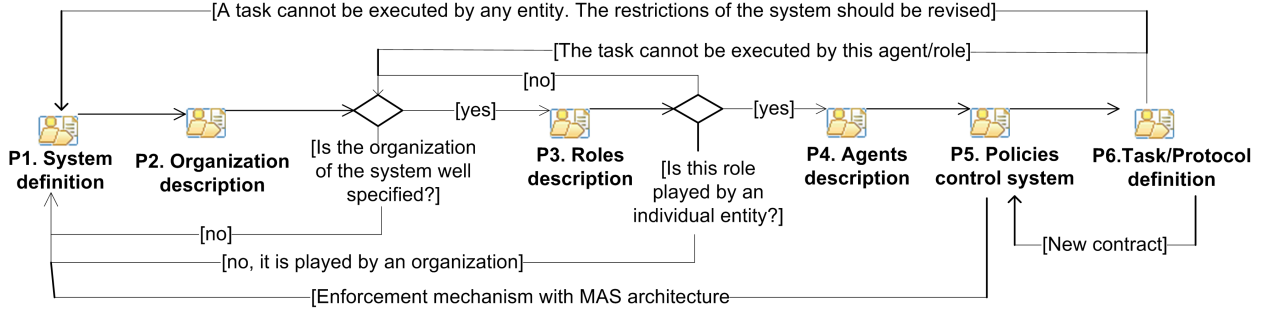 [A task cannot be executed by any entity. The restrictions of the system should be revised]
[The task cannot be executed by this agent/role]
[no]
[yes]
[yes]
P1. System
definition
P2. Organization
description
[Is the organization
of the system well
specified?]
P3. Roles
description
[Is this role
played by an
individual entity?]
P4. Agents
description
P5. Policies
control system
P6.Task/Protocol
definition
[no]
[New contract]
[no, it is played by an organization]
[Enforcement mechanism with MAS architecture